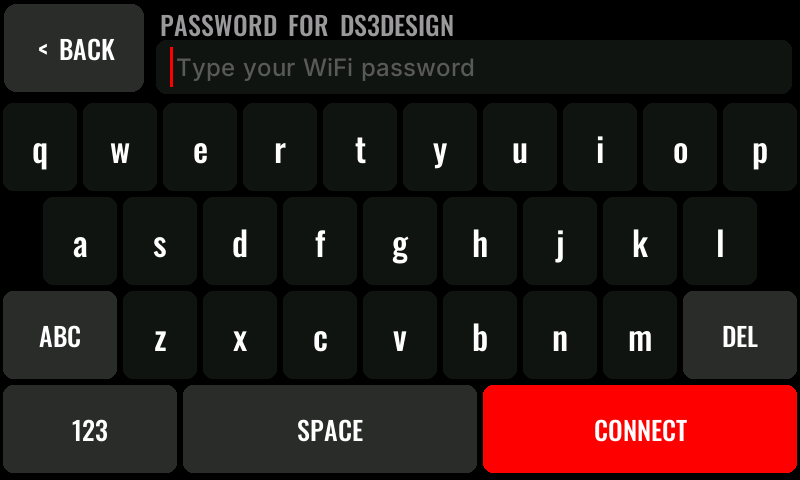 < BACK
PASSWORD FOR DS3DESIGN
Type your WiFi password
q w e r t y u i o p
a s d f g h j k l
ABC z x c v b n m DEL
123 SPACE CONNECT